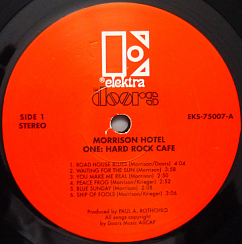 elektra
doors
SIDE 1
STEREO
EKS-75007-A
MORRISON HOTEL
ONE: HARD ROCK CAFE
1. ROAD HOUSE BLUES (Morrison/Doors) 4:04
2. WAITING FOR THE SUN (Morrison) 3:58
3. YOU MAKE ME REAL (Morrison) 2:50
4. PEACE FROG (Morrison/Krieger) 2:52
5. BLUE SUNDAY (Morrison) 2:08
6. SHIP OF FOOLS (Morrison/Krieger) 3:06
Produced by PAUL A. ROTHCHILD
All songs copyright
by Doors Music ASCAP